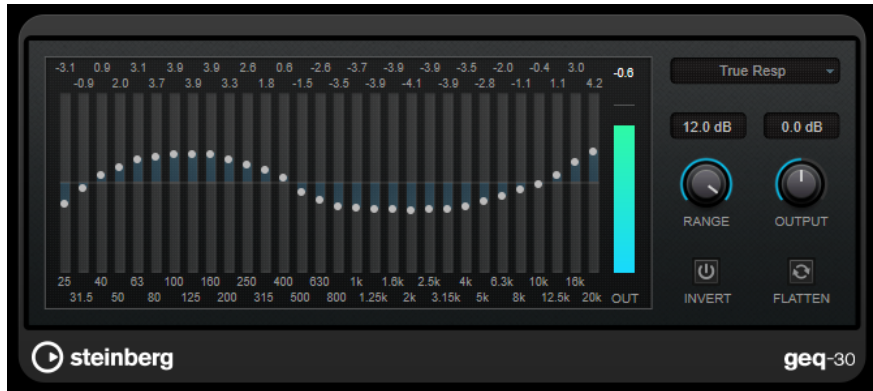 -3.1 0.9 3.1 3.9 3.9 2.6 0.6 -2.6 -3.7 -3.9 -3.9 -3.5 -2.0 -0.4 3.0
-0.9 2.0 3.7 3.9 3.3 1.8 -1.5 -3.5 -3.9 -4.1 -3.9 -2.8 -1.1 1.1 4.2
-0.6
True Resp
12.0 dB 0.0 dB
RANGE OUTPUT
25 40 63 100 160 250 400 630 1k 1.6k 2.5k 4k 6.3k 10k 16k
31.5 50 80 125 200 315 500 800 1.25k 2k 3.15k 5k 8k 12.5k 20k OUT
INVERT FLATTEN
steinberg
geq-30